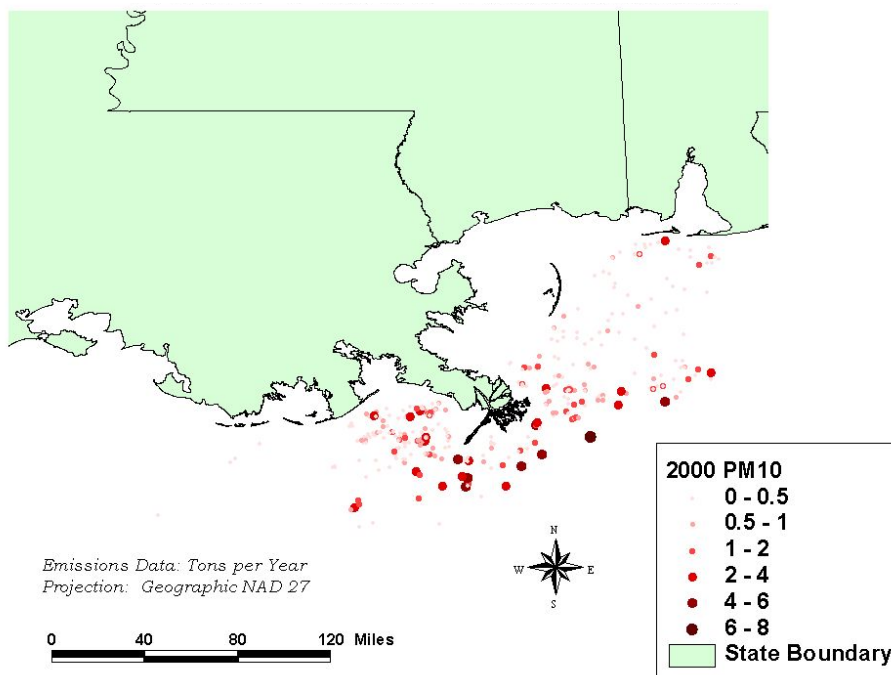 2000 PM10
0 - 0.5
0.5 - 1
1 - 2
2 - 4
4 - 6
6 - 8
State Boundary
N
W E
S
Emissions Data: Tons per Year
Projection: Geographic NAD 27
0 40 80 120 Miles